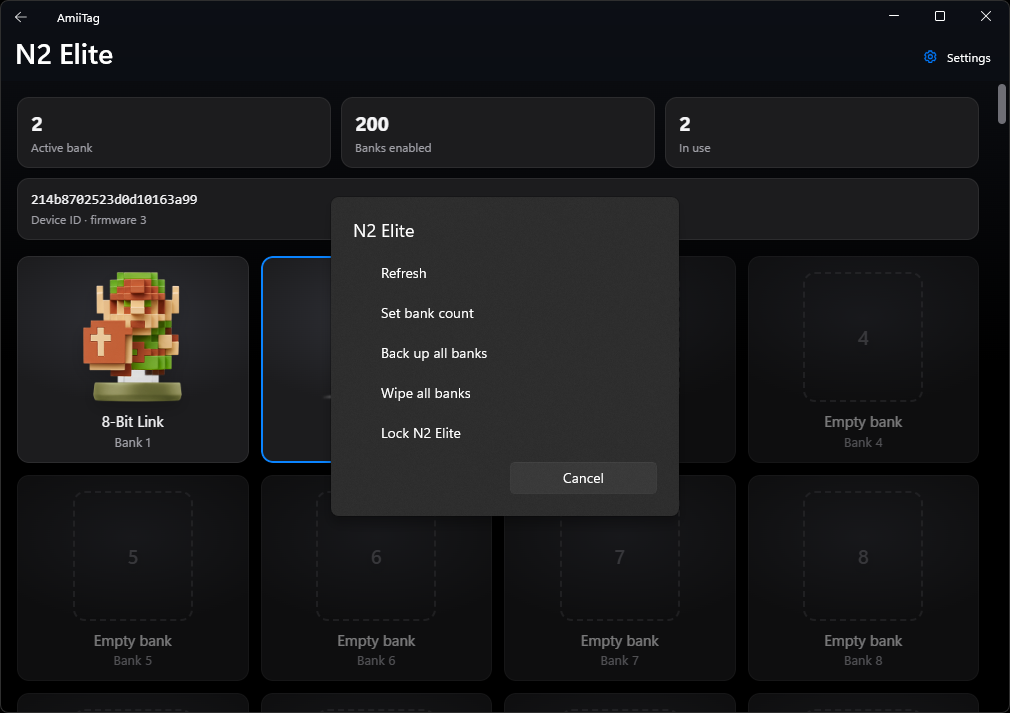 AmiiTag
N2 Elite
Settings
2
Active bank
200
Banks enabled
2
In use
214b8702523d0d10163a99
Device ID · firmware 3
N2 Elite
Refresh
Set bank count
Back up all banks
Wipe all banks
Lock N2 Elite
Cancel
8-Bit Link
Bank 1
4
Empty bank
Bank 4
5
Empty bank
Bank 5
6
Empty bank
Bank 6
7
Empty bank
Bank 7
8
Empty bank
Bank 8